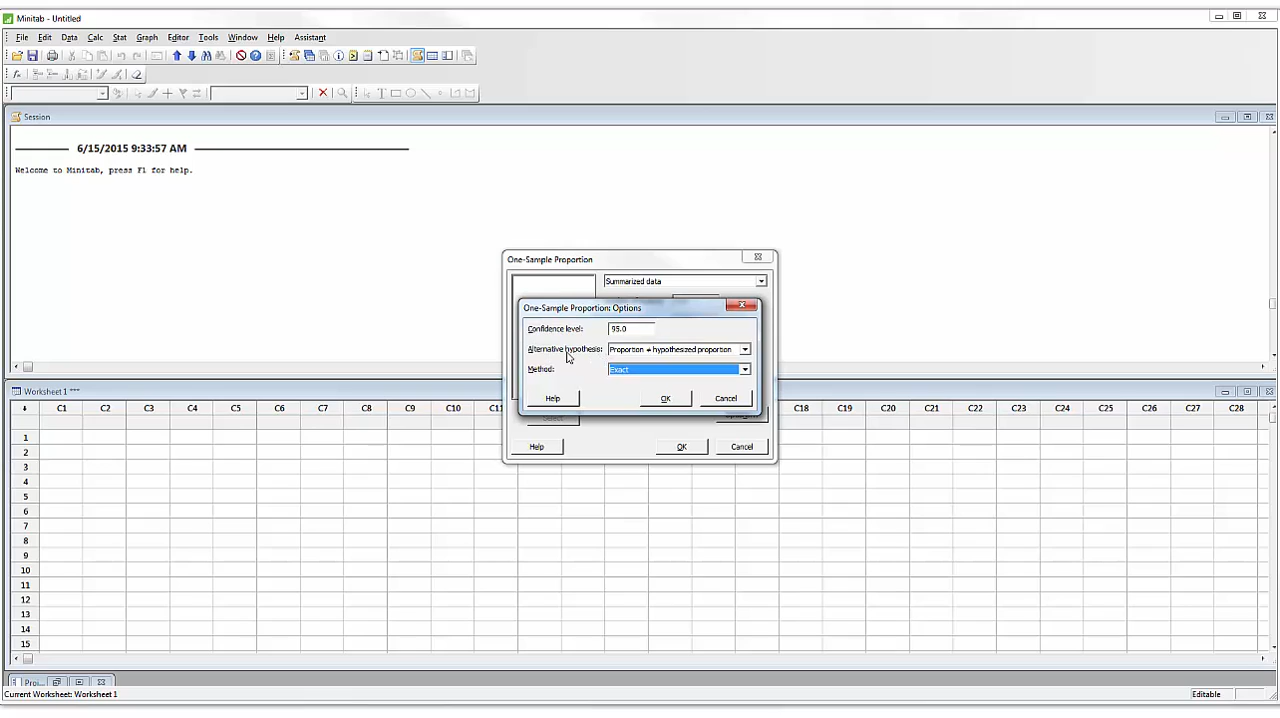 Minitab - Untitled
File Edit Data Calc Stat Graph Editor Tools Window Help Assistant
Session
6/15/2015 9:33:57 AM
Welcome to Minitab, press F1 for help.
One-Sample Proportion
Summarized data
One-Sample Proportion: Options
Confidence level: 95.0
Alternative hypothesis: Proportion ≠ hypothesized proportion
Method: Exact
Help OK Cancel
Help OK Cancel
Worksheet 1 ***
C1 C2 C3 C4 C5 C6 C7 C8 C9 C10 C18 C19 C20 C21 C22 C23 C24 C25 C26 C27 C28
1
2
3
4
5
6
7
8
9
10
11
12
13
14
15
Proj...
Current Worksheet: Worksheet 1
Editable